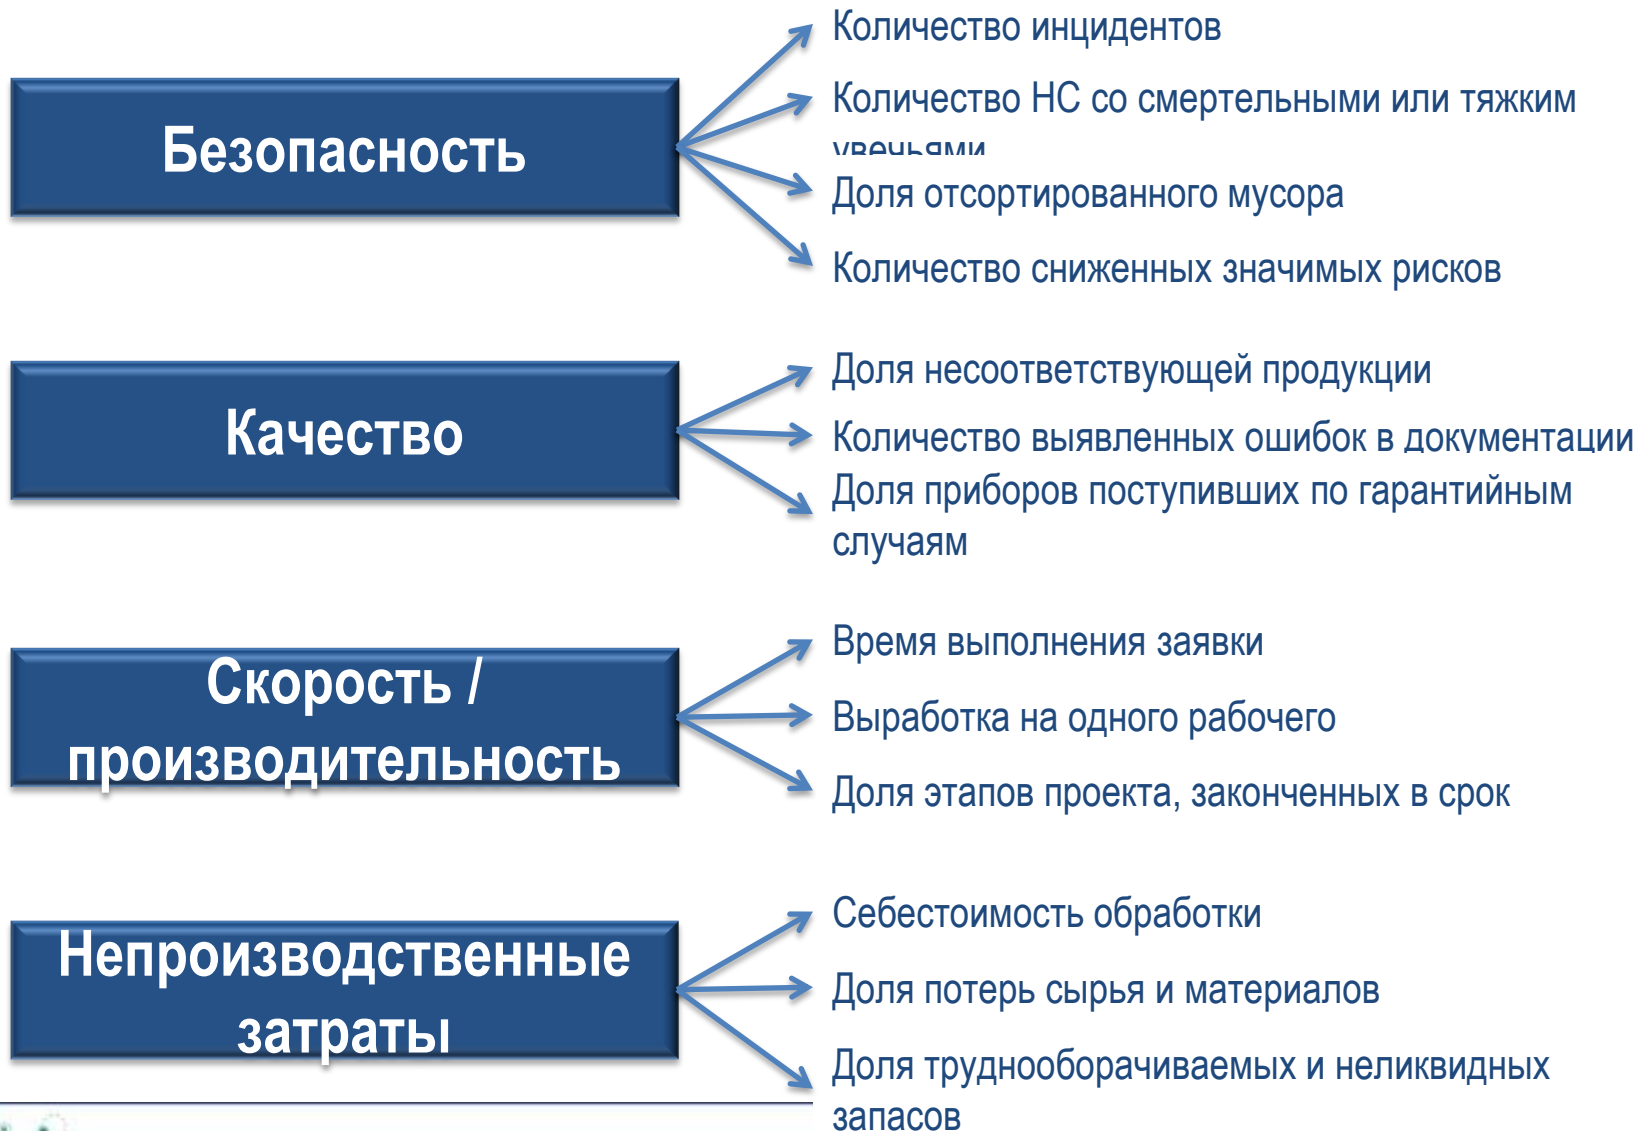 Безопасность
Количество инцидентов
Количество НС со смертельными или тяжким
увечьями
Доля отсортированного мусора
Количество сниженных значимых рисков
Качество
Доля несоответствующей продукции
Количество выявленных ошибок в документации
Доля приборов поступивших по гарантийным
случаям
Скорость /
производительность
Время выполнения заявки
Выработка на одного рабочего
Доля этапов проекта, законченных в срок
Непроизводственные
затраты
Себестоимость обработки
Доля потерь сырья и материалов
Доля труднооборачиваемых и неликвидных
запасов